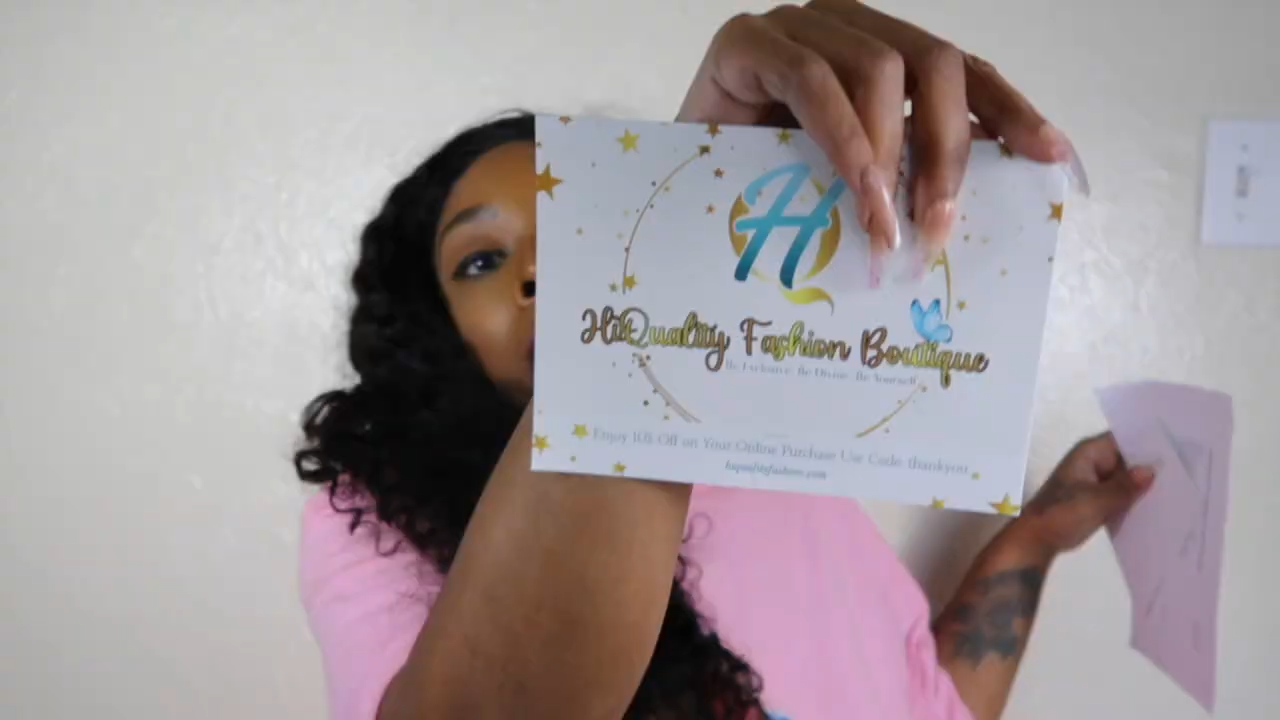 HQ
HiQuality Fashion Boutique
Be Exclusive. Be Divine. Be Yourself.
Enjoy 10% Off on Your Online Purchase Use Code: thankyou
hiqualityfashion.com